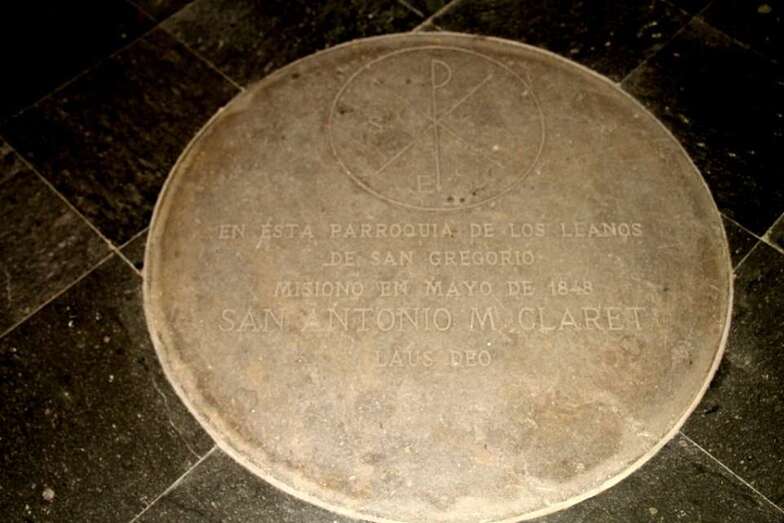 P
S M
E
EN ESTA PARROQUIA DE LOS LLANOS
DE SAN GREGORIO
MISIONO EN MAYO DE 1848
SAN ANTONIO M. CLARET
LAUS DEO